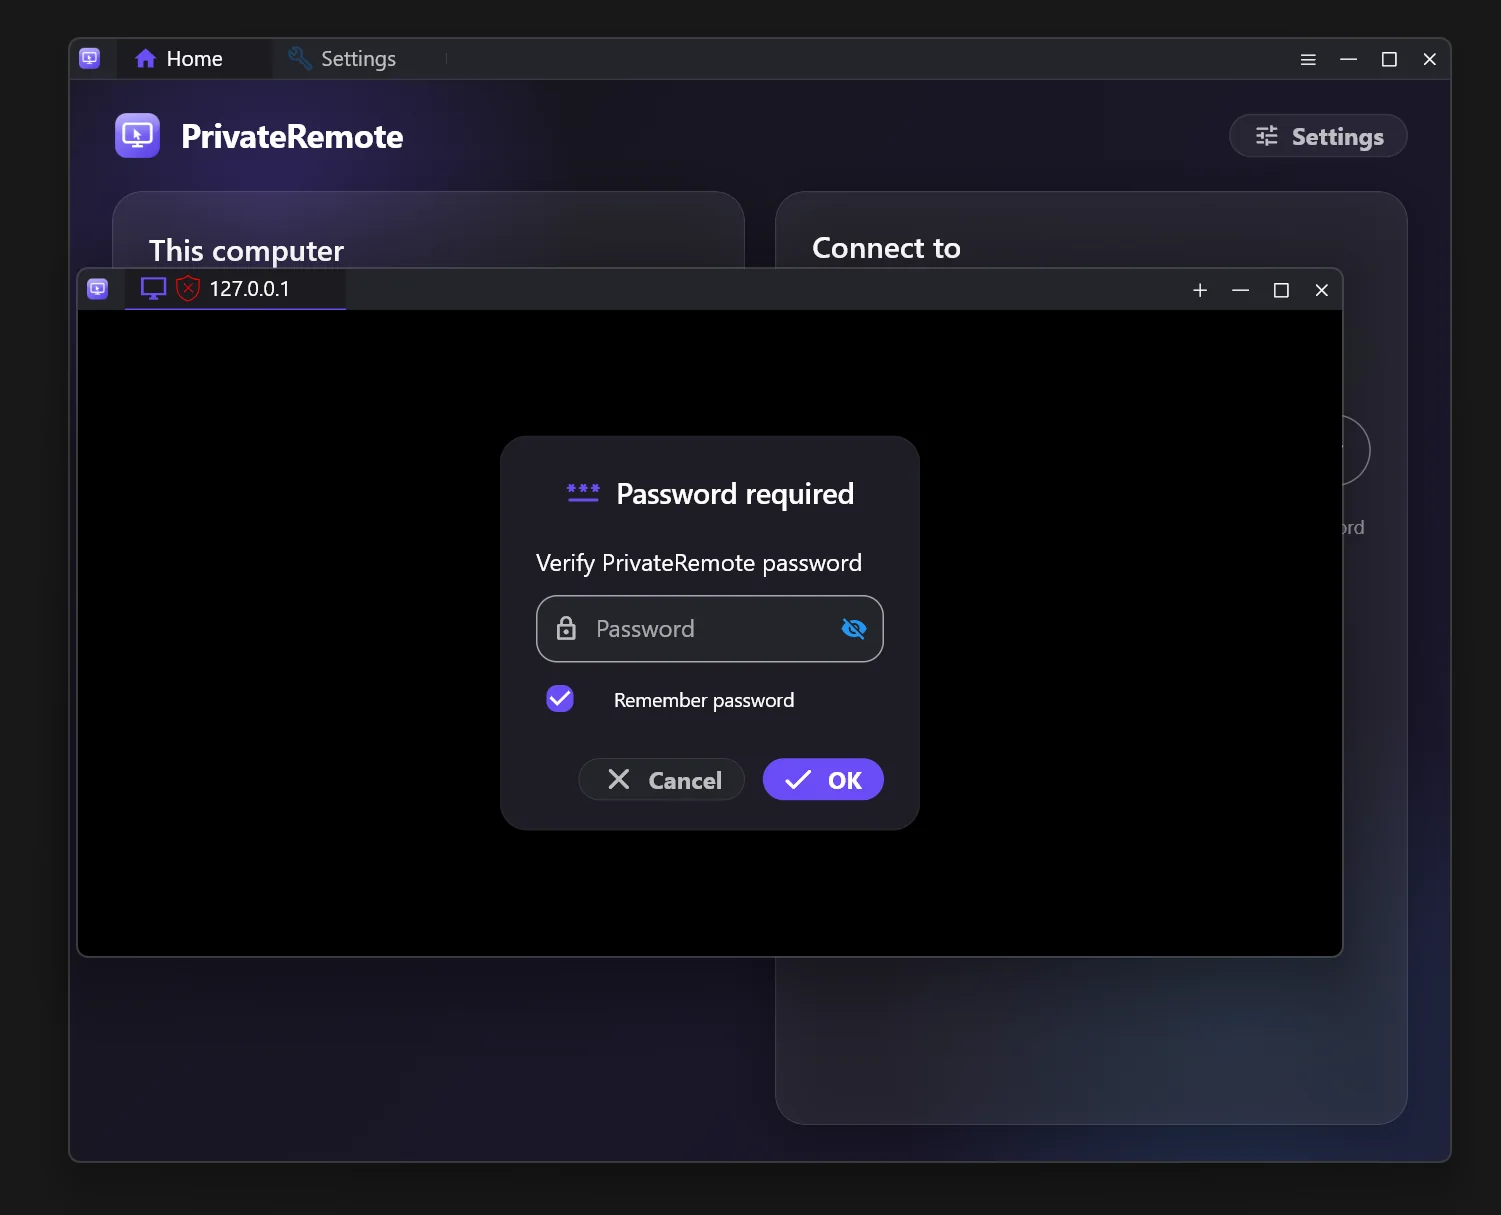 Home
Settings
PrivateRemote
Settings
This computer
Connect to
127.0.0.1
Password required
Verify PrivateRemote password
Password
Remember password
Cancel
OK